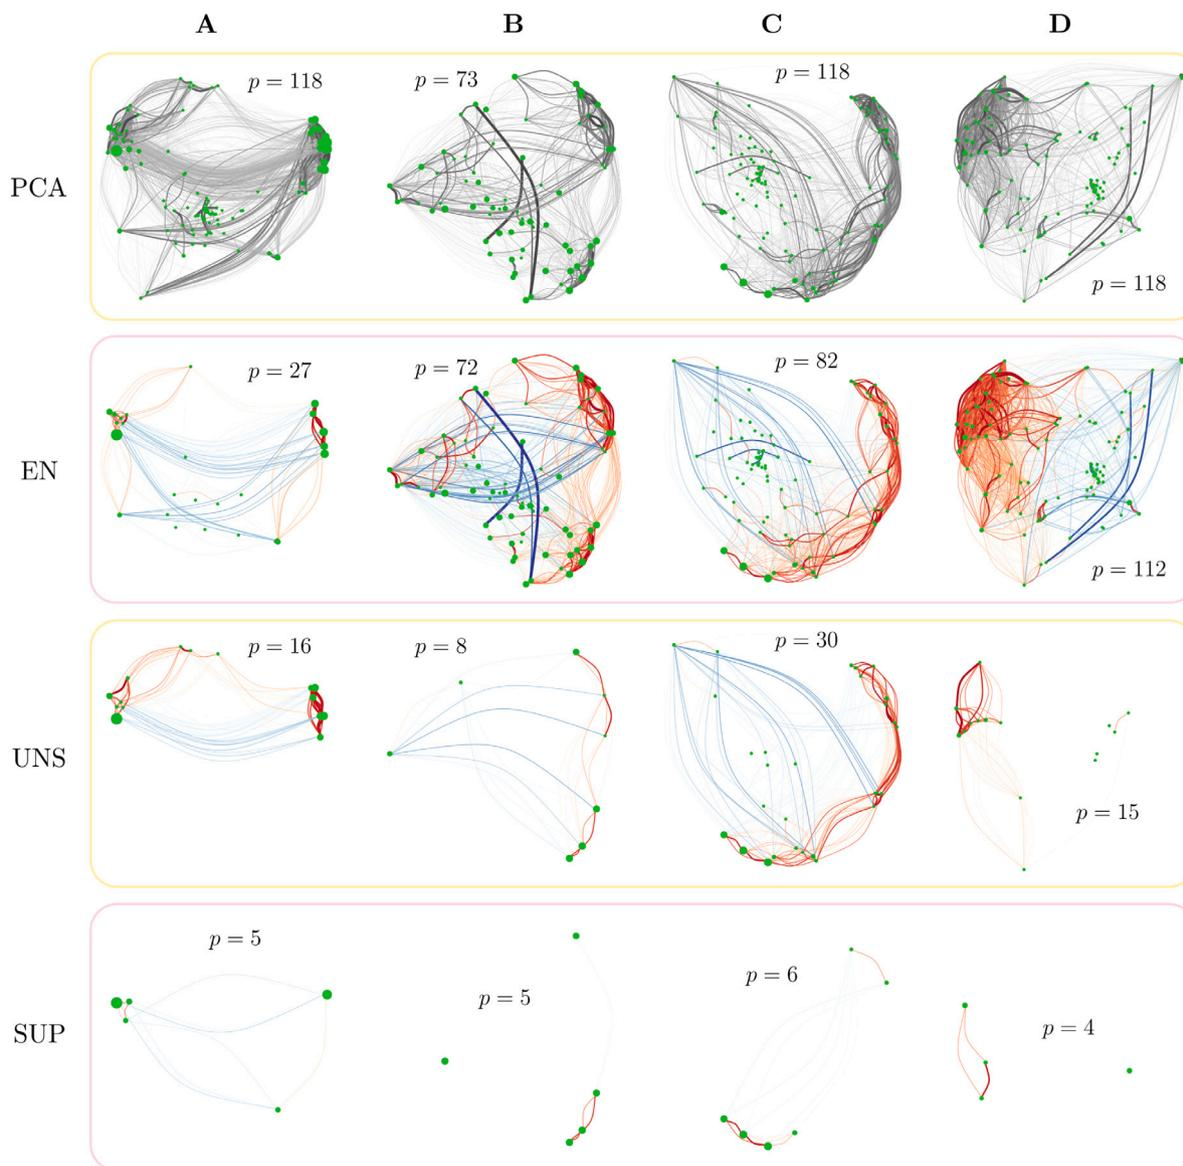 A B C D
PCA p = 118 p = 73 p = 118 p = 118
EN p = 27 p = 72 p = 82 p = 112
UNS p = 16 p = 8 p = 30 p = 15
SUP p = 5 p = 5 p = 6 p = 4